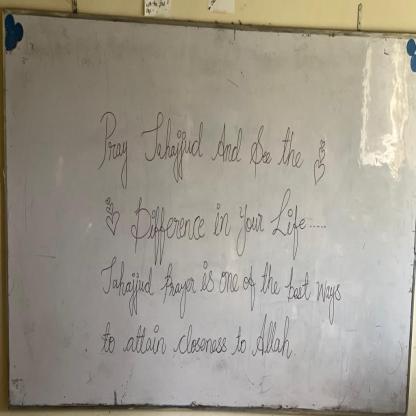 Pray Tahajjud And See the
Difference in Your Life.....
Tahajjud Prayer is one of the best ways
to attain closeness to Allah.